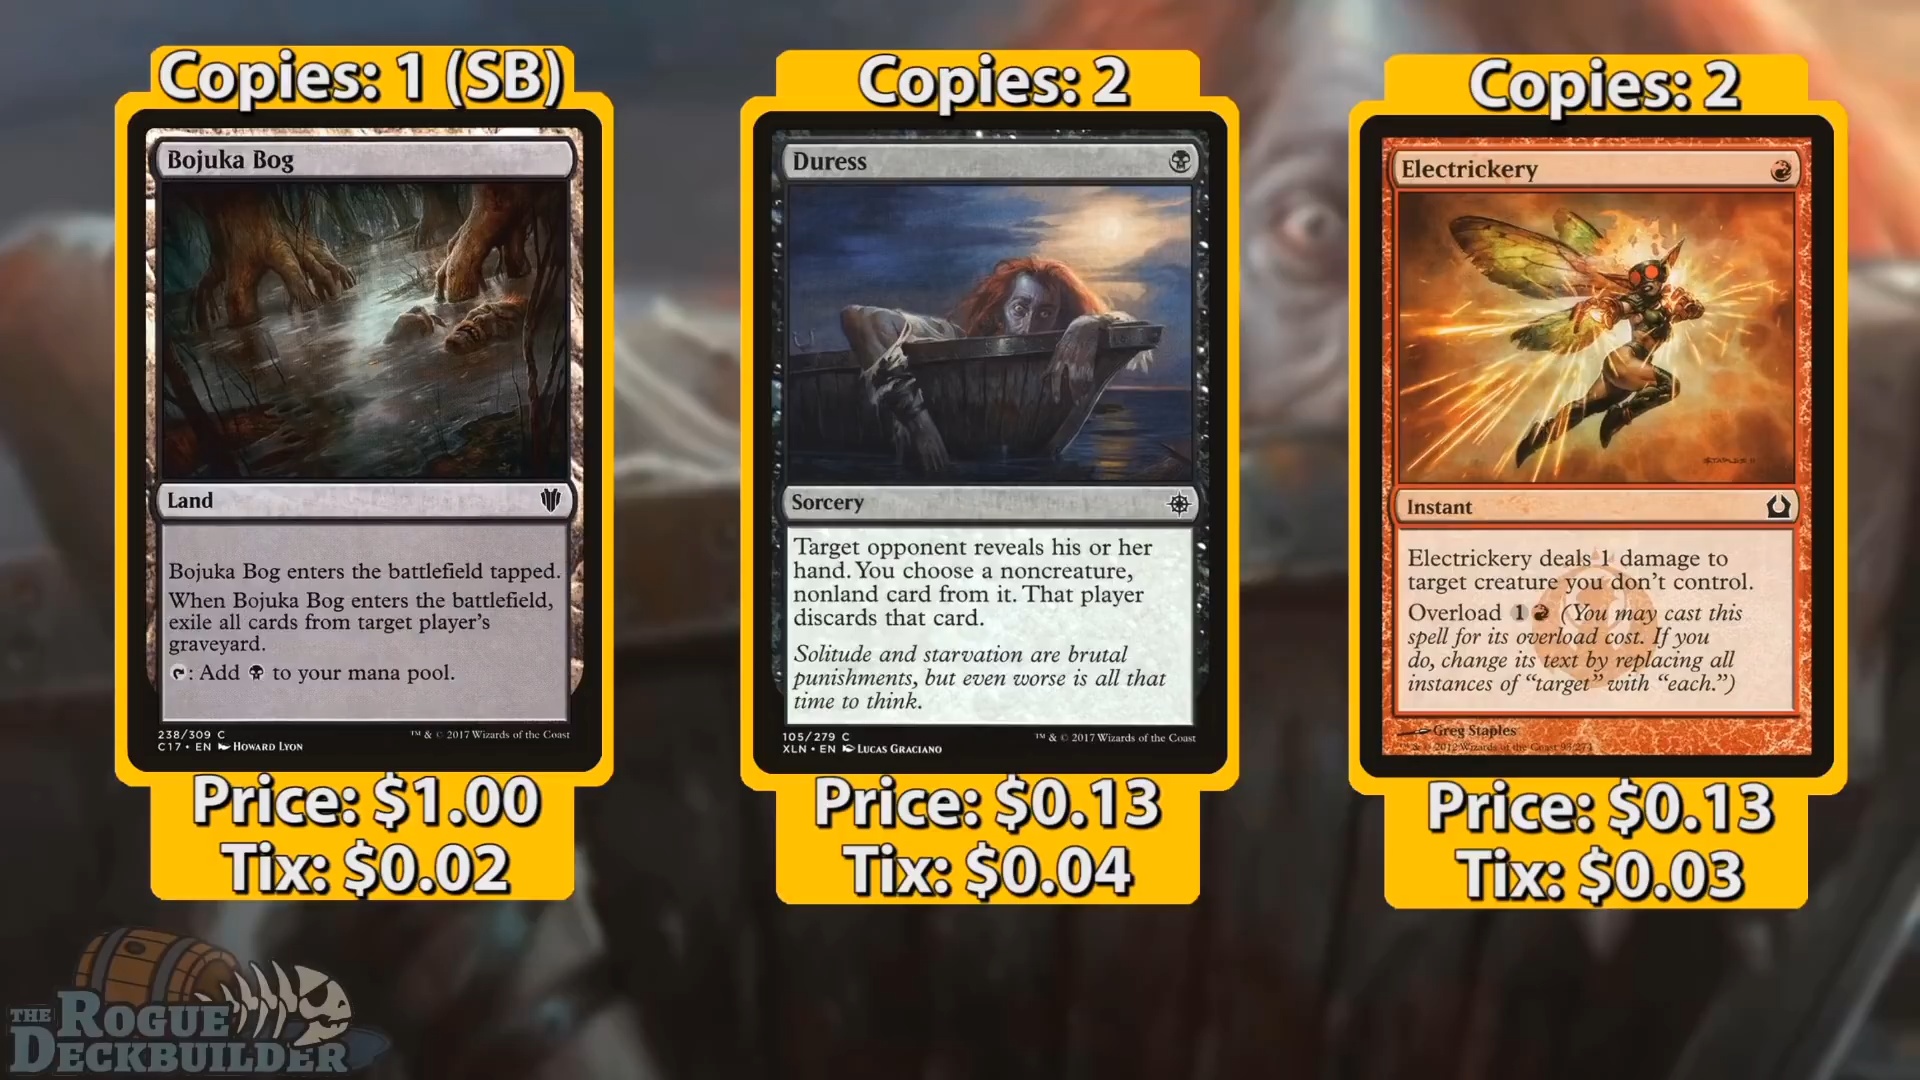 Copies: 1 (SB)
Bojuka Bog
Land
Bojuka Bog enters the battlefield tapped.
When Bojuka Bog enters the battlefield,
exile all cards from target player's
graveyard.
: Add to your mana pool.
238/309 C
C17 • EN Howard Lyon
™ & © 2017 Wizards of the Coast
Price: $1.00
Tix: $0.02
Copies: 2
Duress
Sorcery
Target opponent reveals his or her
hand. You choose a noncreature,
nonland card from it. That player
discards that card.
Solitude and starvation are brutal
punishments, but even worse is all that
time to think.
105/279 C
XLN • EN Lucas Graciano
™ & © 2017 Wizards of the Coast
Price: $0.13
Tix: $0.04
Copies: 2
Electrickery
Instant
Electrickery deals 1 damage to
target creature you don't control.
Overload 1 (You may cast this
spell for its overload cost. If you
do, change its text by replacing all
instances of “target” with “each.”)
Greg Staples
™ & © 2012 Wizards of the Coast 93/274
Price: $0.13
Tix: $0.03
THE ROGUE
DECKBUILDER